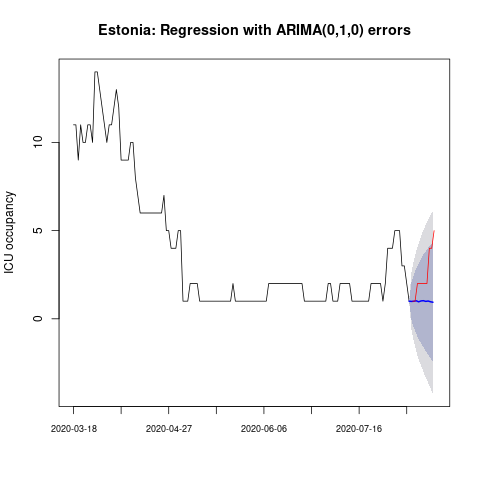 Estonia: Regression with ARIMA(0,1,0) errors
ICU occupancy
10
5
0
2020-03-18 2020-04-27 2020-06-06 2020-07-16